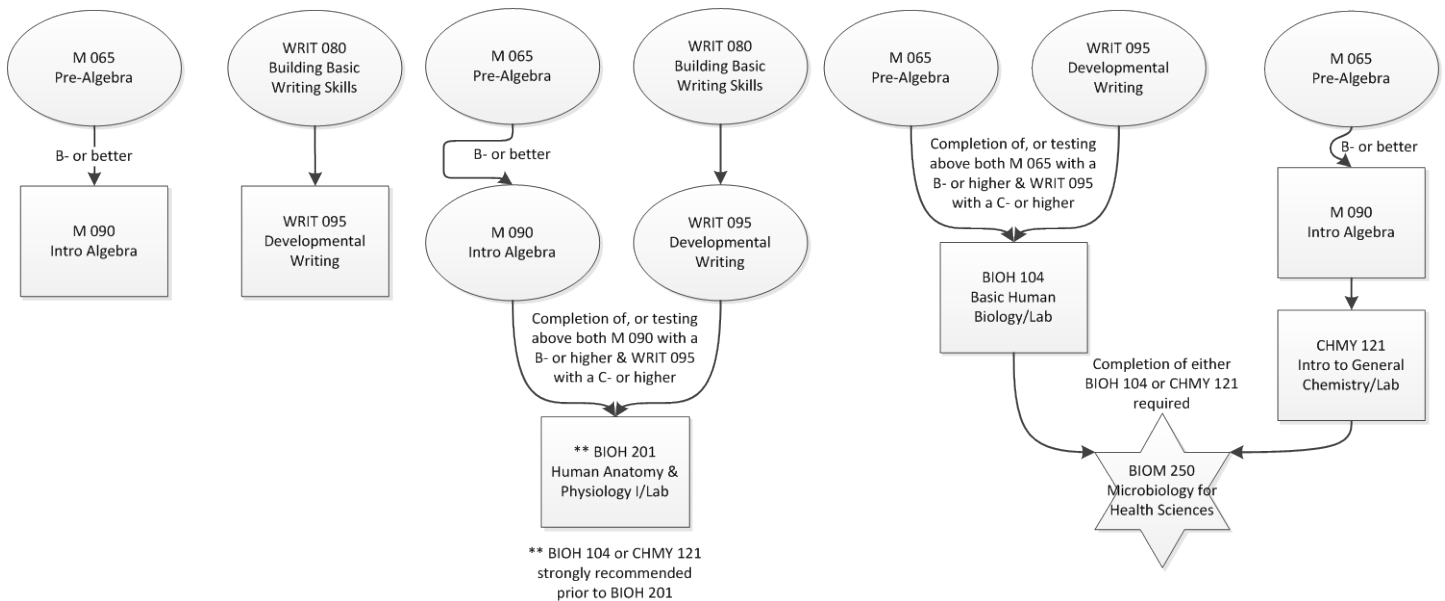 M 065
Pre-Algebra
B- or better
M 090
Intro Algebra
WRIT 080
Building Basic
Writing Skills
WRIT 095
Developmental
Writing
M 065
Pre-Algebra
B- or better
M 090
Intro Algebra
WRIT 080
Building Basic
Writing Skills
WRIT 095
Developmental
Writing
Completion of, or testing
above both M 090 with a
B- or higher & WRIT 095
with a C- or higher
** BIOH 201
Human Anatomy &
Physiology I/Lab
** BIOH 104 or CHMY 121
strongly recommended
prior to BIOH 201
M 065
Pre-Algebra
WRIT 095
Developmental
Writing
Completion of, or testing
above both M 065 with a
B- or higher & WRIT 095
with a C- or higher
BIOH 104
Basic Human
Biology/Lab
M 065
Pre-Algebra
B- or better
M 090
Intro Algebra
CHMY 121
Intro to General
Chemistry/Lab
Completion of either
BIOH 104 or CHMY 121
required
BIOM 250
Microbiology for
Health Sciences